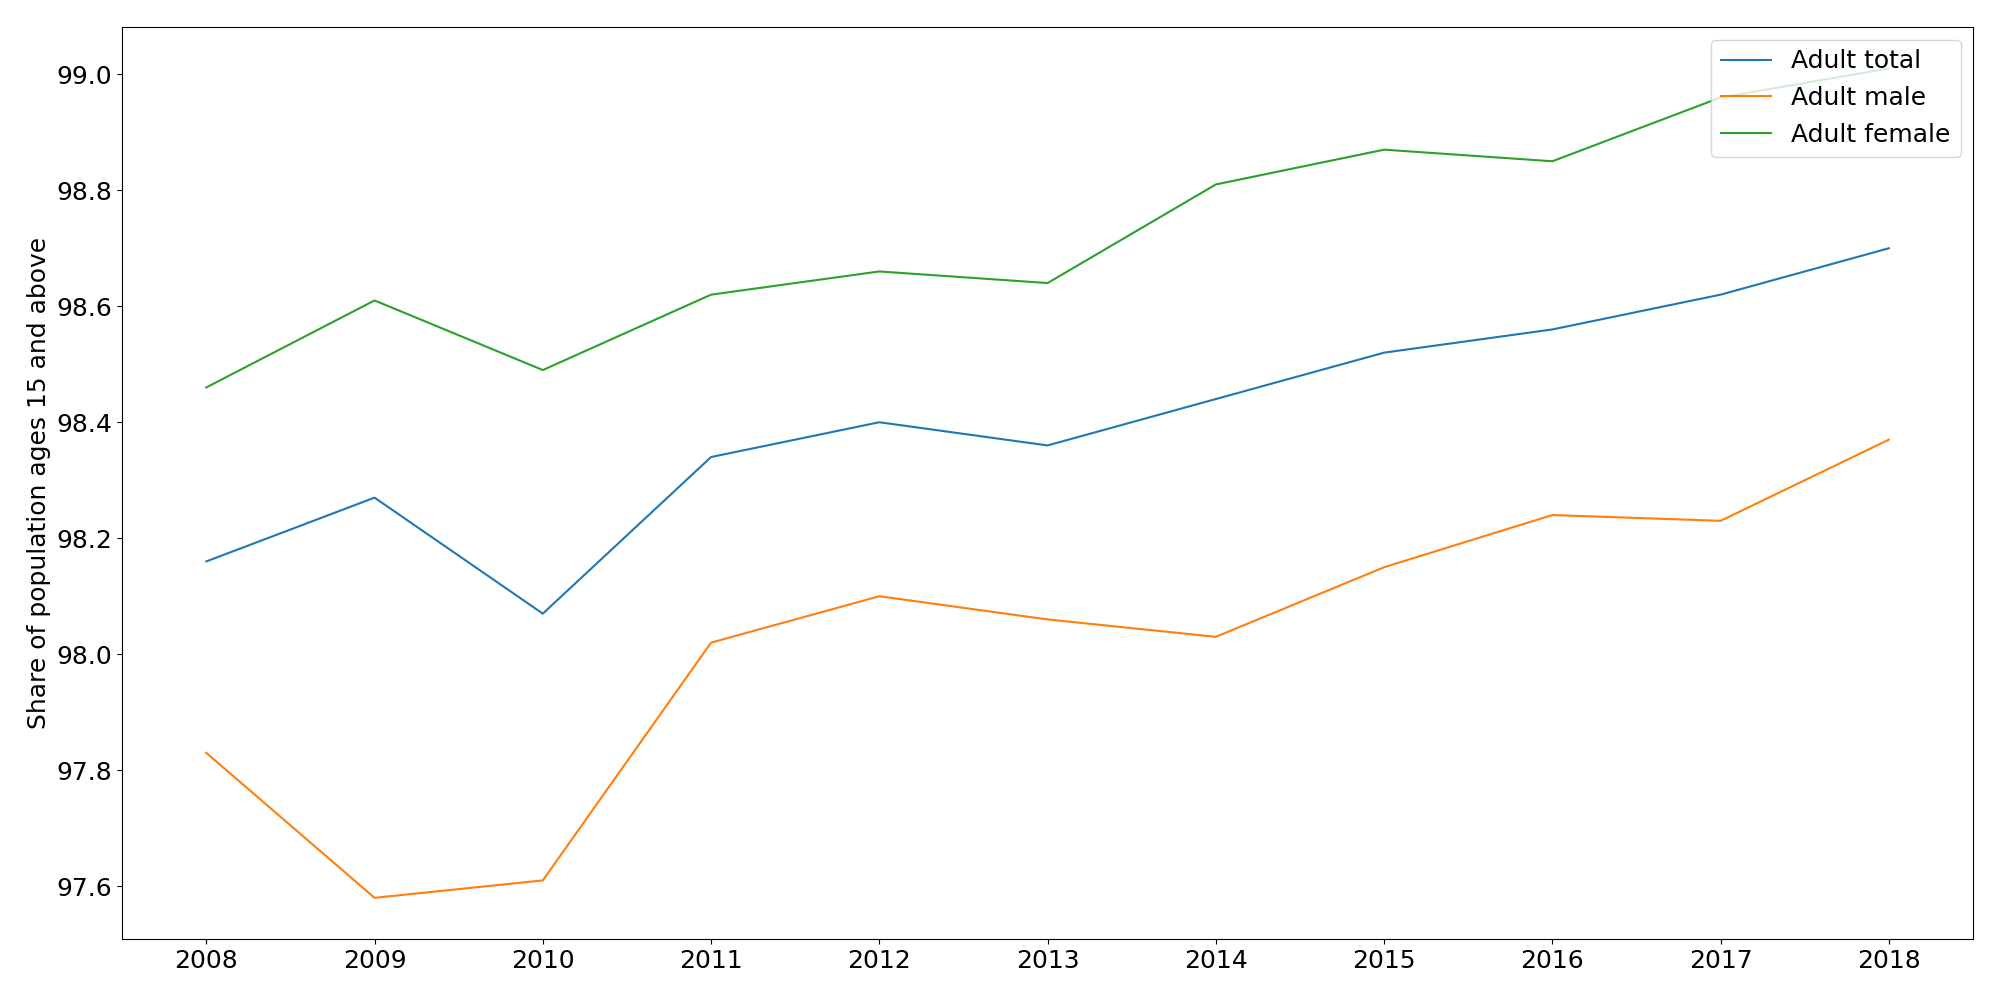 Adult total
Adult male
Adult female
Share of population ages 15 and above
99.0
98.8
98.6
98.4
98.2
98.0
97.8
97.6
2008 2009 2010 2011 2012 2013 2014 2015 2016 2017 2018